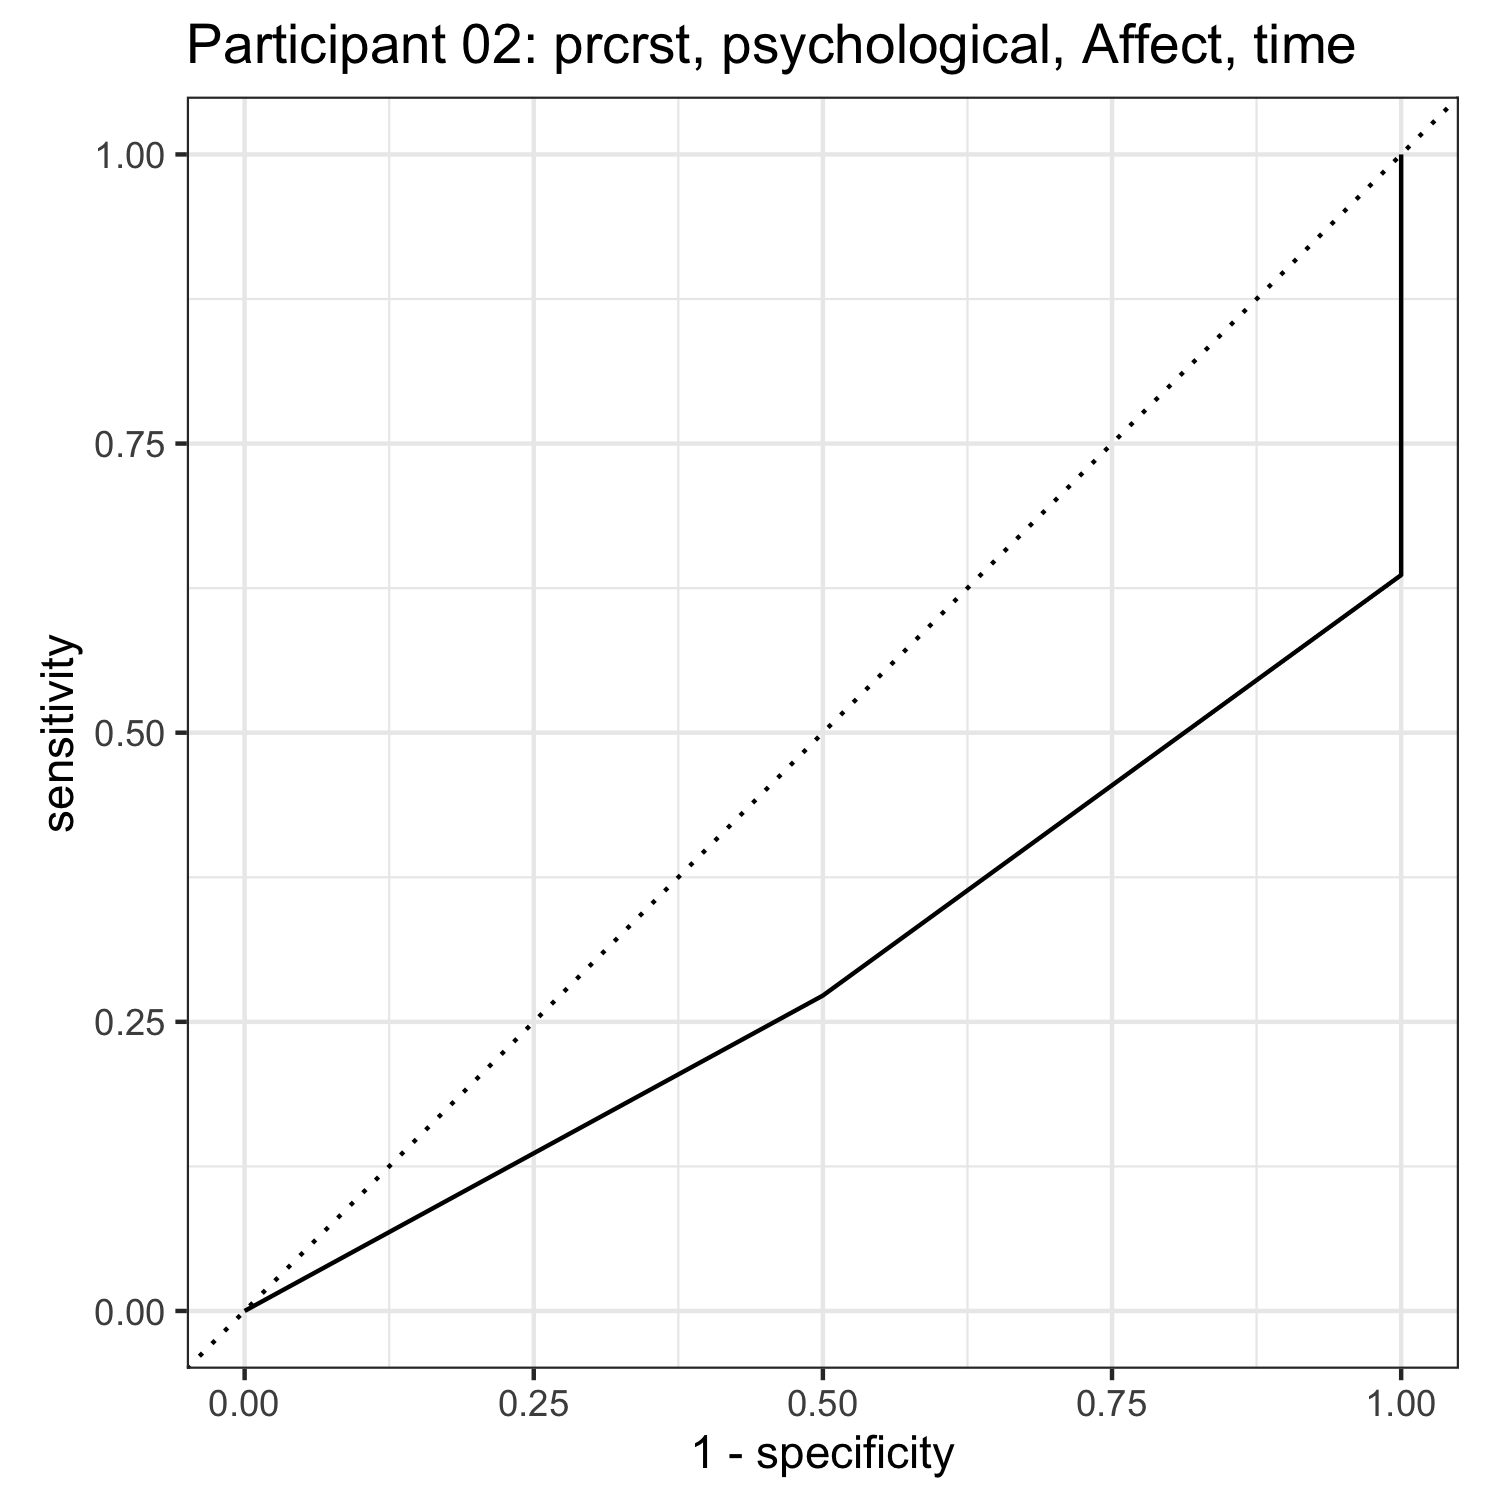 Participant 02: prcrst, psychological, Affect, time
1.00
0.75
0.50
0.25
0.00
sensitivity
0.00 0.25 0.50 0.75 1.00
1 - specificity